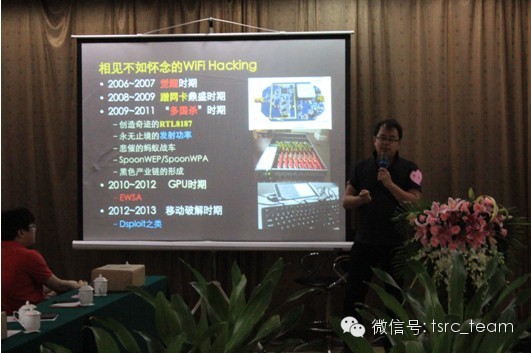 相见不如怀念的WiFi Hacking
• 2006~2007 觉醒时期
• 2008~2009 蹭网卡鼎盛时期
• 2009~2011 “多国杀”时期
– 创造奇迹的RTL8187
– 永无止境的发射功率
– 悲催的蚂蚁战车
– SpoonWEP/SpoonWPA
– 黑色产业链的形成
• 2010~2012 GPU时期
– EWSA
• 2012~2013 移动破解时期
– Dsploit之类
微信号: tsrc_team